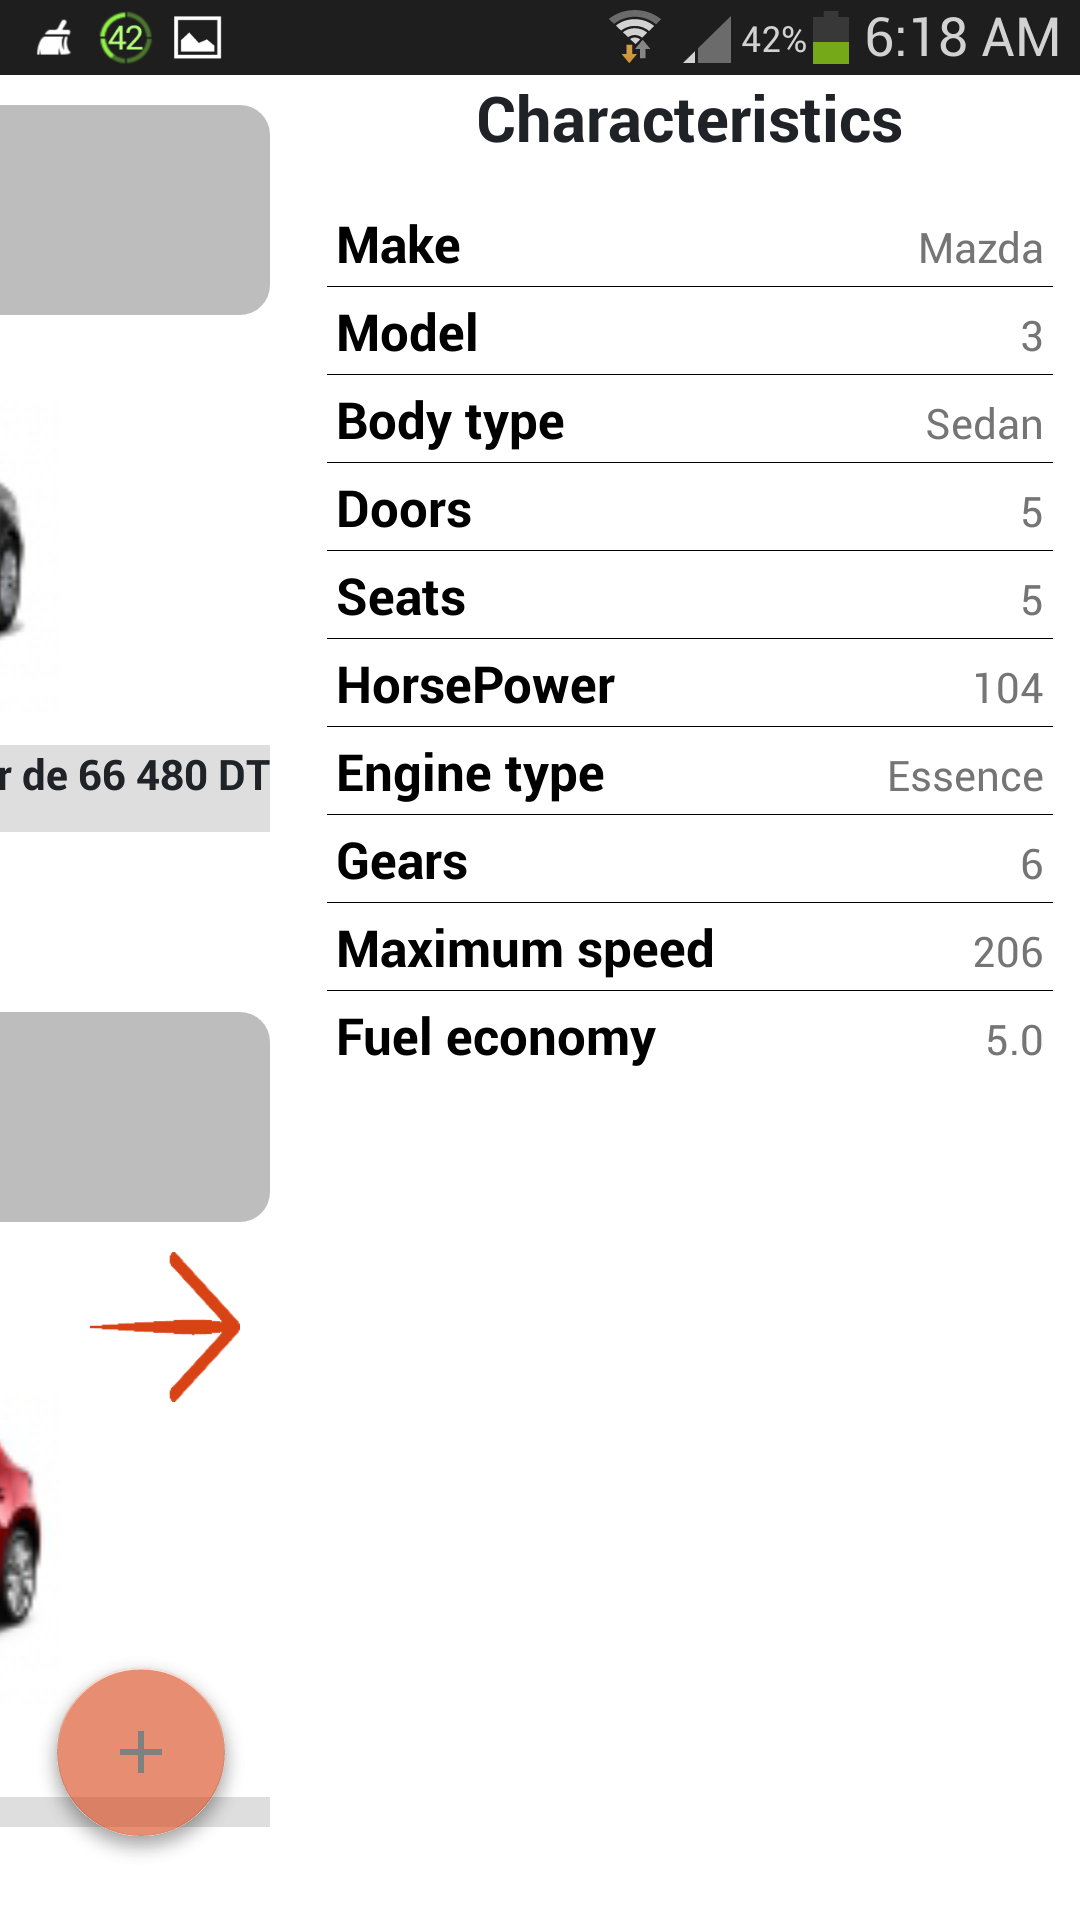 42 42% 6:18 AM
Characteristics
Make Mazda
Model 3
Body type Sedan
Doors 5
Seats 5
HorsePower 104
r de 66 480 DT
Engine type Essence
Gears 6
Maximum speed 206
Fuel economy 5.0